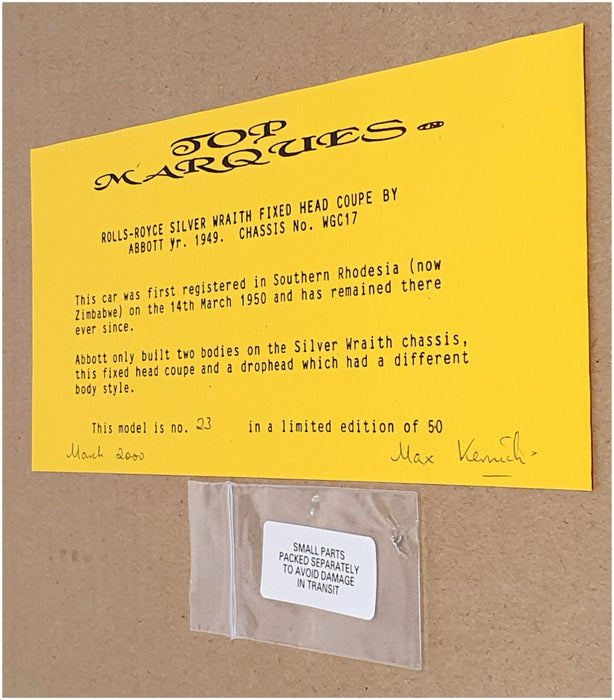 TOP
MARQUES
ROLLS-ROYCE SILVER WRAITH FIXED HEAD COUPE BY
ABBOTT Yr. 1949. CHASSIS No. WGC17
This car was first registered in Southern Rhodesia (now
Zimbabwe) on the 14th March 1950 and has remained there
ever since.
Abbott only built two bodies on the Silver Wraith chassis,
this fixed head coupe and a drophead which had a different
body style.
This model is no. 23 in a limited edition of 50
March 2000 Max Kernick
SMALL PARTS
PACKED SEPARATELY
TO AVOID DAMAGE
IN TRANSIT